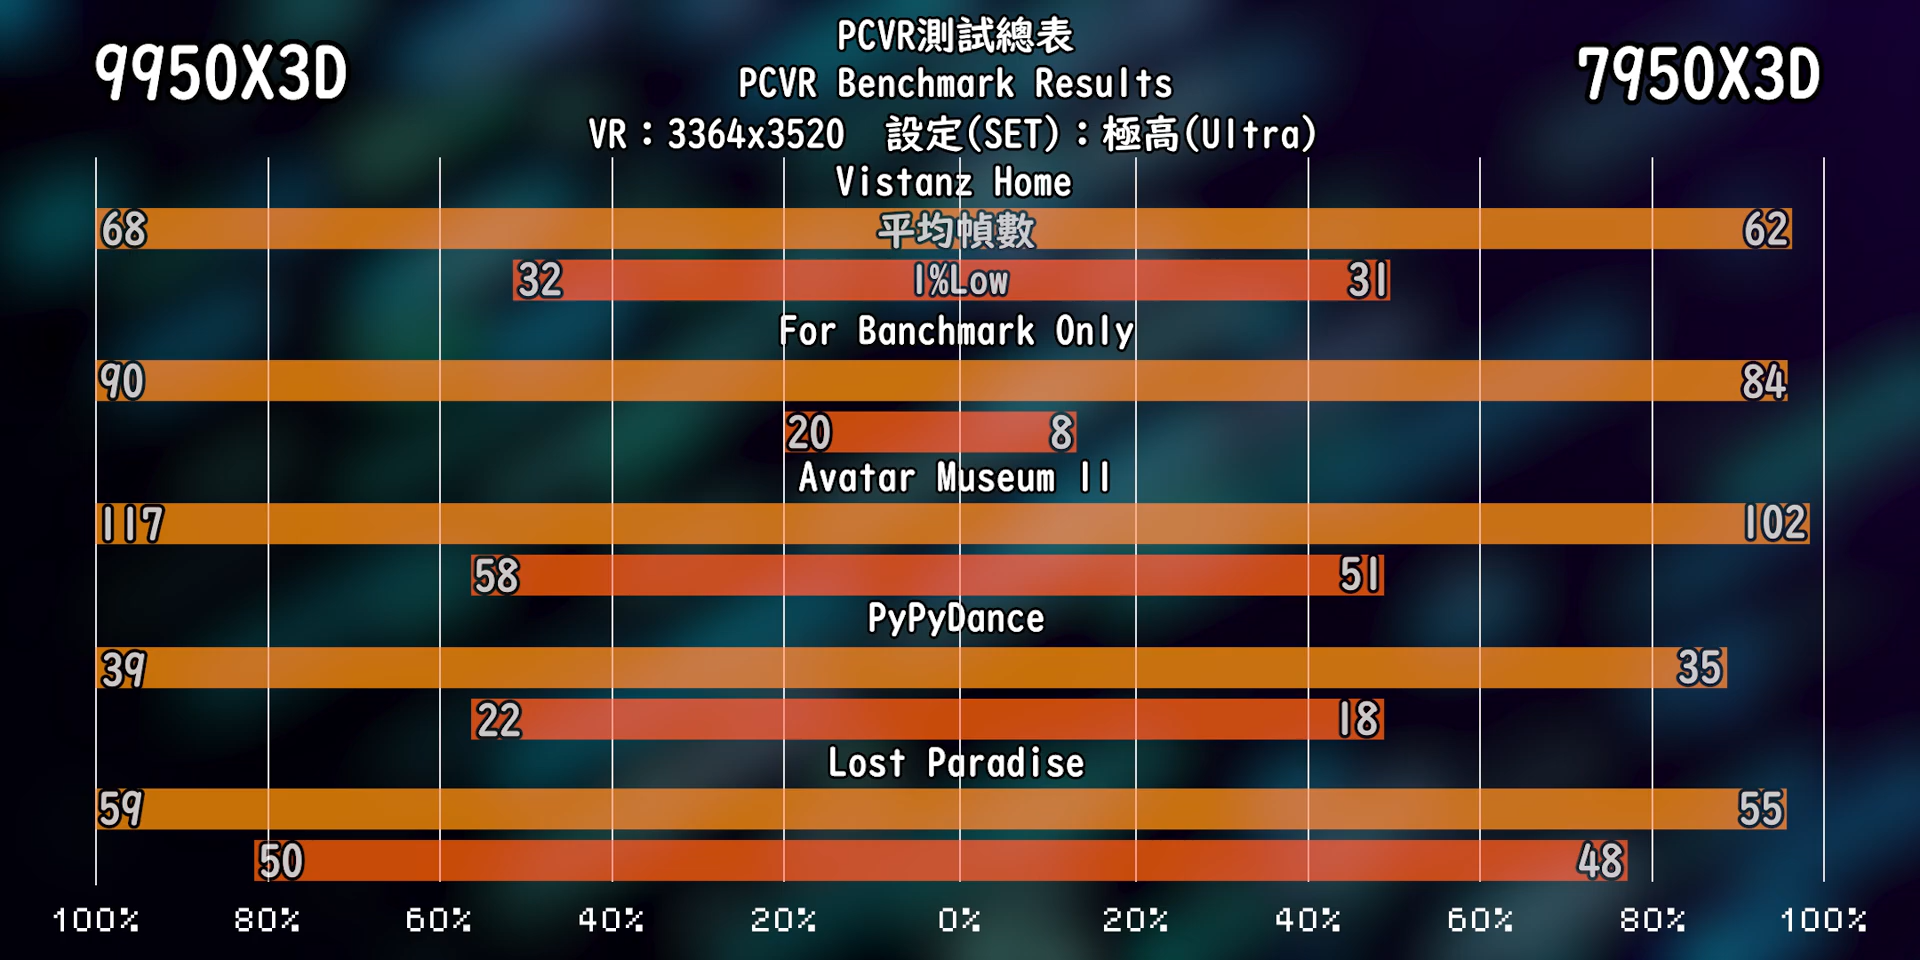 9950X3D
PCVR測試總表
7950X3D
PCVR Benchmark Results
VR：3364x3520 設定(SET)：極高(Ultra)
Vistanz Home
68 平均幀數 62
32 1%Low 31
For Banchmark Only
90 84
20 8
Avatar Museum II
117 102
58 51
PyPyDance
39 35
22 18
Lost Paradise
59 55
50 48
100% 80% 60% 40% 20% 0% 20% 40% 60% 80% 100%